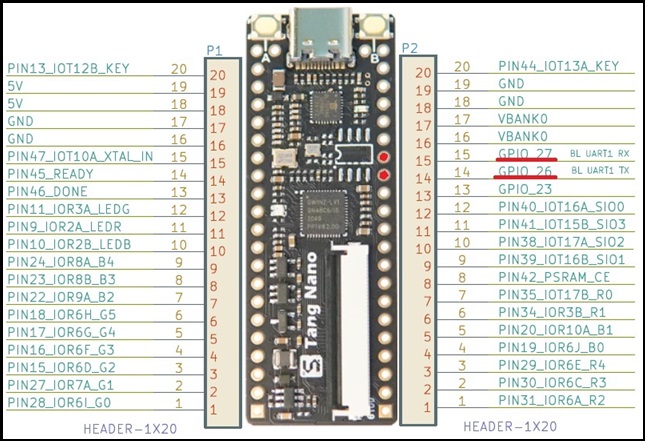 P1
PIN13_IOT12B_KEY 20 20
5V 19 19
5V 18 18
GND 17 17
GND 16 16
PIN47_IOT10A_XTAL_IN 15 15
PIN45_READY 14 14
PIN46_DONE 13 13
PIN11_IOR3A_LEDG 12 12
PIN9_IOR2A_LEDR 11 11
PIN10_IOR2B_LEDB 10 10
PIN24_IOR8A_B4 9 9
PIN23_IOR8B_B3 8 8
PIN22_IOR9A_B2 7 7
PIN18_IOR6H_G5 6 6
PIN17_IOR6G_G4 5 5
PIN16_IOR6F_G3 4 4
PIN15_IOR6D_G2 3 3
PIN27_IOR7A_G1 2 2
PIN28_IOR6I_G0 1 1
HEADER-1X20
A
B
Tang Nano
P2
20 20 PIN44_IOT13A_KEY
19 19 GND
18 18 GND
17 17 VBANK0
16 16 VBANK0
15 15 GPIO_27 BL UART1 RX
14 14 GPIO_26 BL UART1 TX
13 13 GPIO_23
12 12 PIN40_IOT16A_SIO0
11 11 PIN41_IOT15B_SIO3
10 10 PIN38_IOT17A_SIO2
9 9 PIN39_IOT16B_SIO1
8 8 PIN42_PSRAM_CE
7 7 PIN35_IOT17B_R0
6 6 PIN34_IOR3B_R1
5 5 PIN20_IOR10A_B1
4 4 PIN19_IOR6J_B0
3 3 PIN29_IOR6E_R4
2 2 PIN30_IOR6C_R3
1 1 PIN31_IOR6A_R2
HEADER-1X20